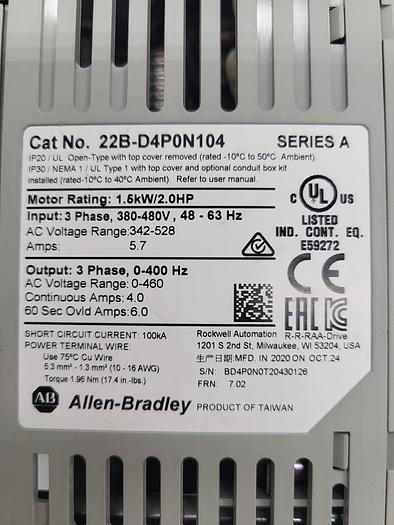 Cat No. 22B-D4P0N104 SERIES A
IP20 / UL Open-Type with top cover removed (rated -10°C to 50°C Ambient).
IP30 / NEMA 1 / UL Type 1 with top cover and optional conduit box kit
installed (rated-10°C to 40°C Ambient). Refer to user manual.
Motor Rating: 1.5kW/2.0HP
Input: 3 Phase, 380-480V , 48 - 63 Hz
AC Voltage Range:342-528
Amps: 5.7
C UL US
LISTED
IND. CONT. EQ.
E59272
CE
Output: 3 Phase, 0-400 Hz
AC Voltage Range: 0-460
Continuous Amps: 4.0
60 Sec Ovld Amps:6.0
EAC
R-R-RAA-Drive
SHORT CIRCUIT CURRENT: 100kA
POWER TERMINAL WIRE:
Use 75°C Cu Wire
5.3 mm² - 1.3 mm² (10 - 16 AWG)
Torque 1.96 Nm (17.4 in.-lbs.)
Rockwell Automation
1201 S 2nd St, Milwaukee, WI 53204, USA
生产日期:MFD. IN 2020 ON OCT.24
S/N: BD4P0N0T20430126
FRN: 7.02
AB Allen-Bradley PRODUCT OF TAIWAN